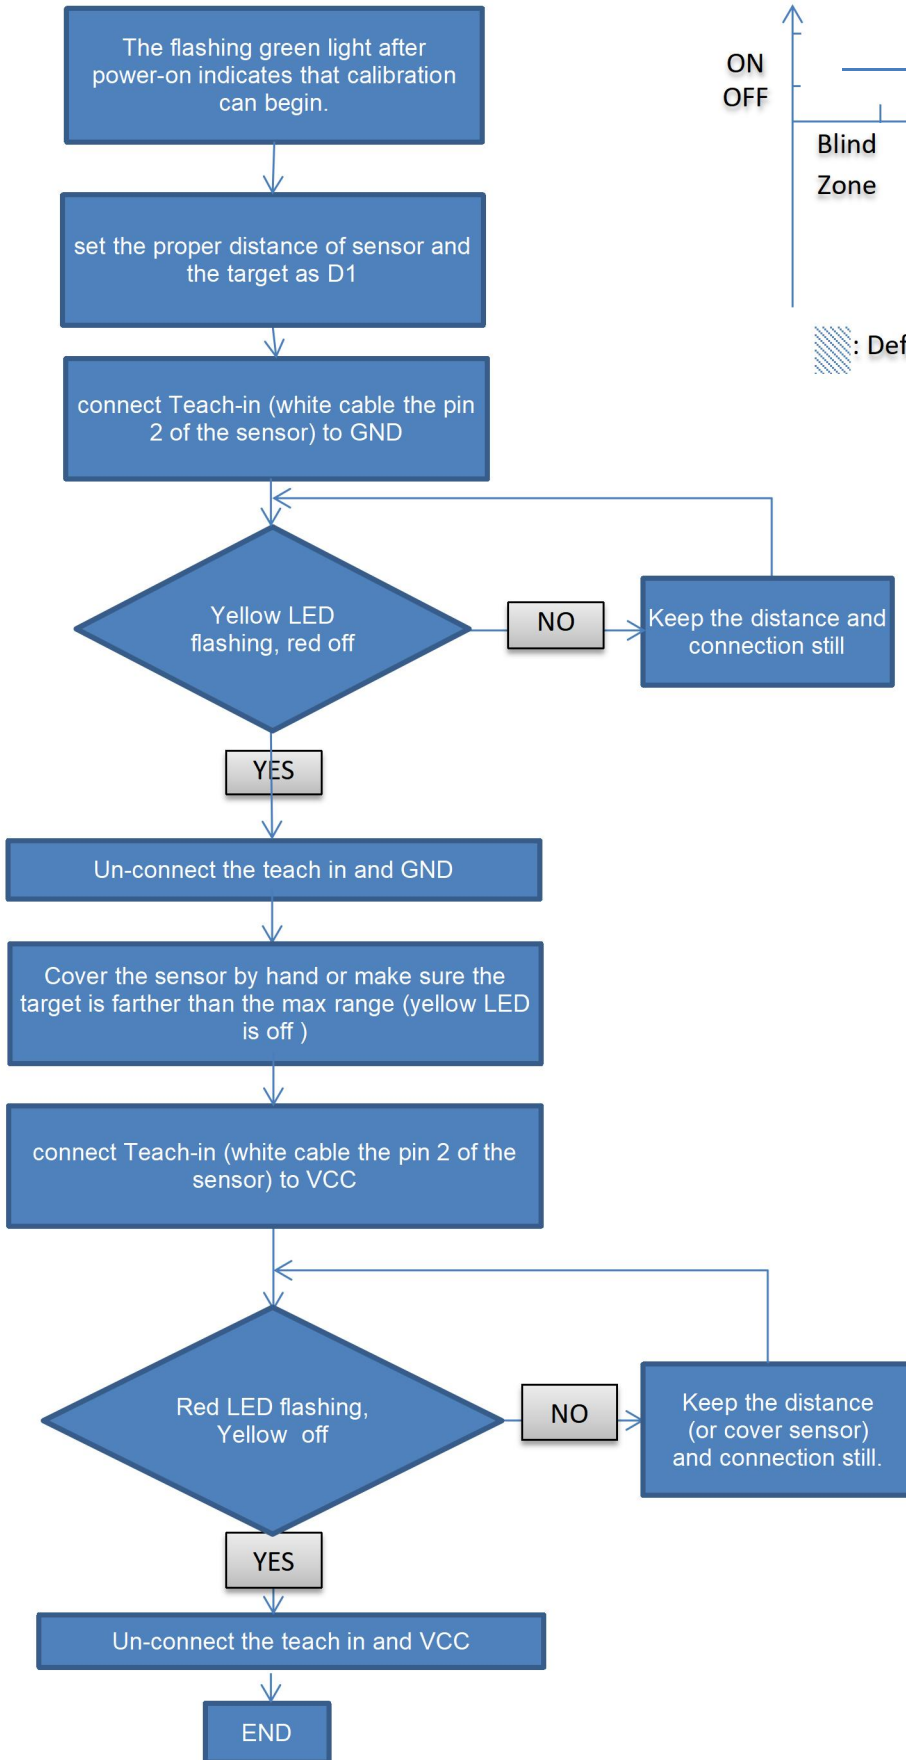 The flashing green light after
power-on indicates that calibration
can begin.
ON
OFF
Blind
Zone
set the proper distance of sensor and
the target as D1
: Def
connect Teach-in (white cable the pin
2 of the sensor) to GND
Yellow LED
flashing, red off
NO
Keep the distance and
connection still
YES
Un-connect the teach in and GND
Cover the sensor by hand or make sure the
target is farther than the max range (yellow LED
is off )
connect Teach-in (white cable the pin 2 of the
sensor) to VCC
Red LED flashing,
Yellow off
NO
Keep the distance
(or cover sensor)
and connection still.
YES
Un-connect the teach in and VCC
END